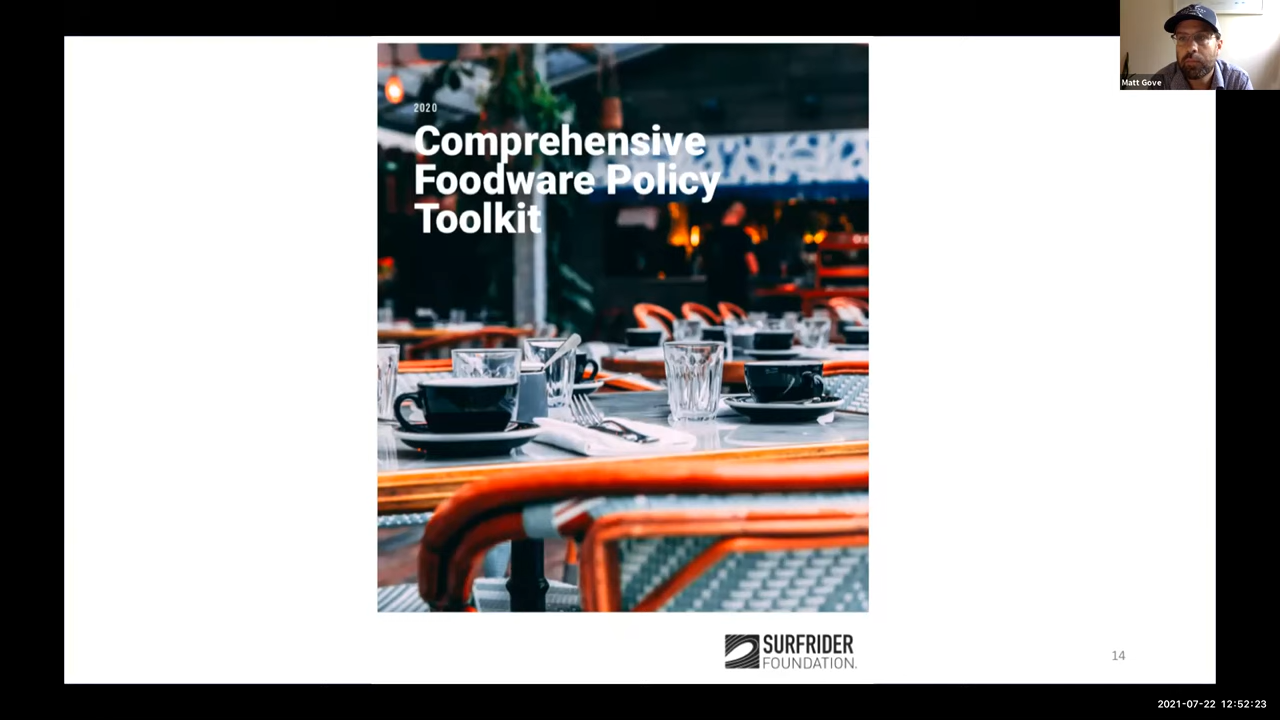 Matt Gove
2020
Comprehensive
Foodware Policy
Toolkit
SURFRIDER
FOUNDATION.
14
2021-07-22 12:52:23